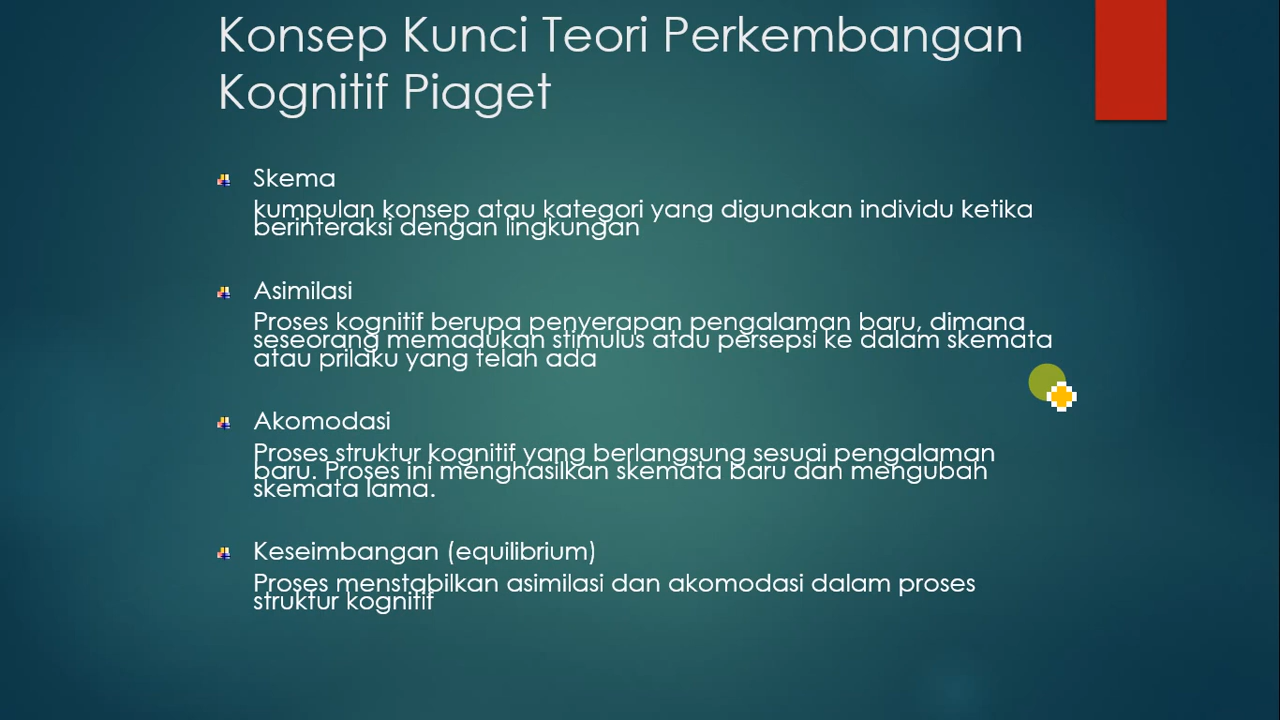 Konsep Kunci Teori Perkembangan
Kognitif Piaget
Skema
kumpulan konsep atau kategori yang digunakan individu ketika
berinteraksi dengan lingkungan
Asimilasi
Proses kognitif berupa penyerapan pengalaman baru, dimana
seseorang memadukan stimulus atau persepsi ke dalam skemata
atau prilaku yang telah ada
Akomodasi
Proses struktur kognitif yang berlangsung sesuai pengalaman
baru. Proses ini menghasilkan skemata baru dan mengubah
skemata lama.
Keseimbangan (equilibrium)
Proses menstabilkan asimilasi dan akomodasi dalam proses
struktur kognitif